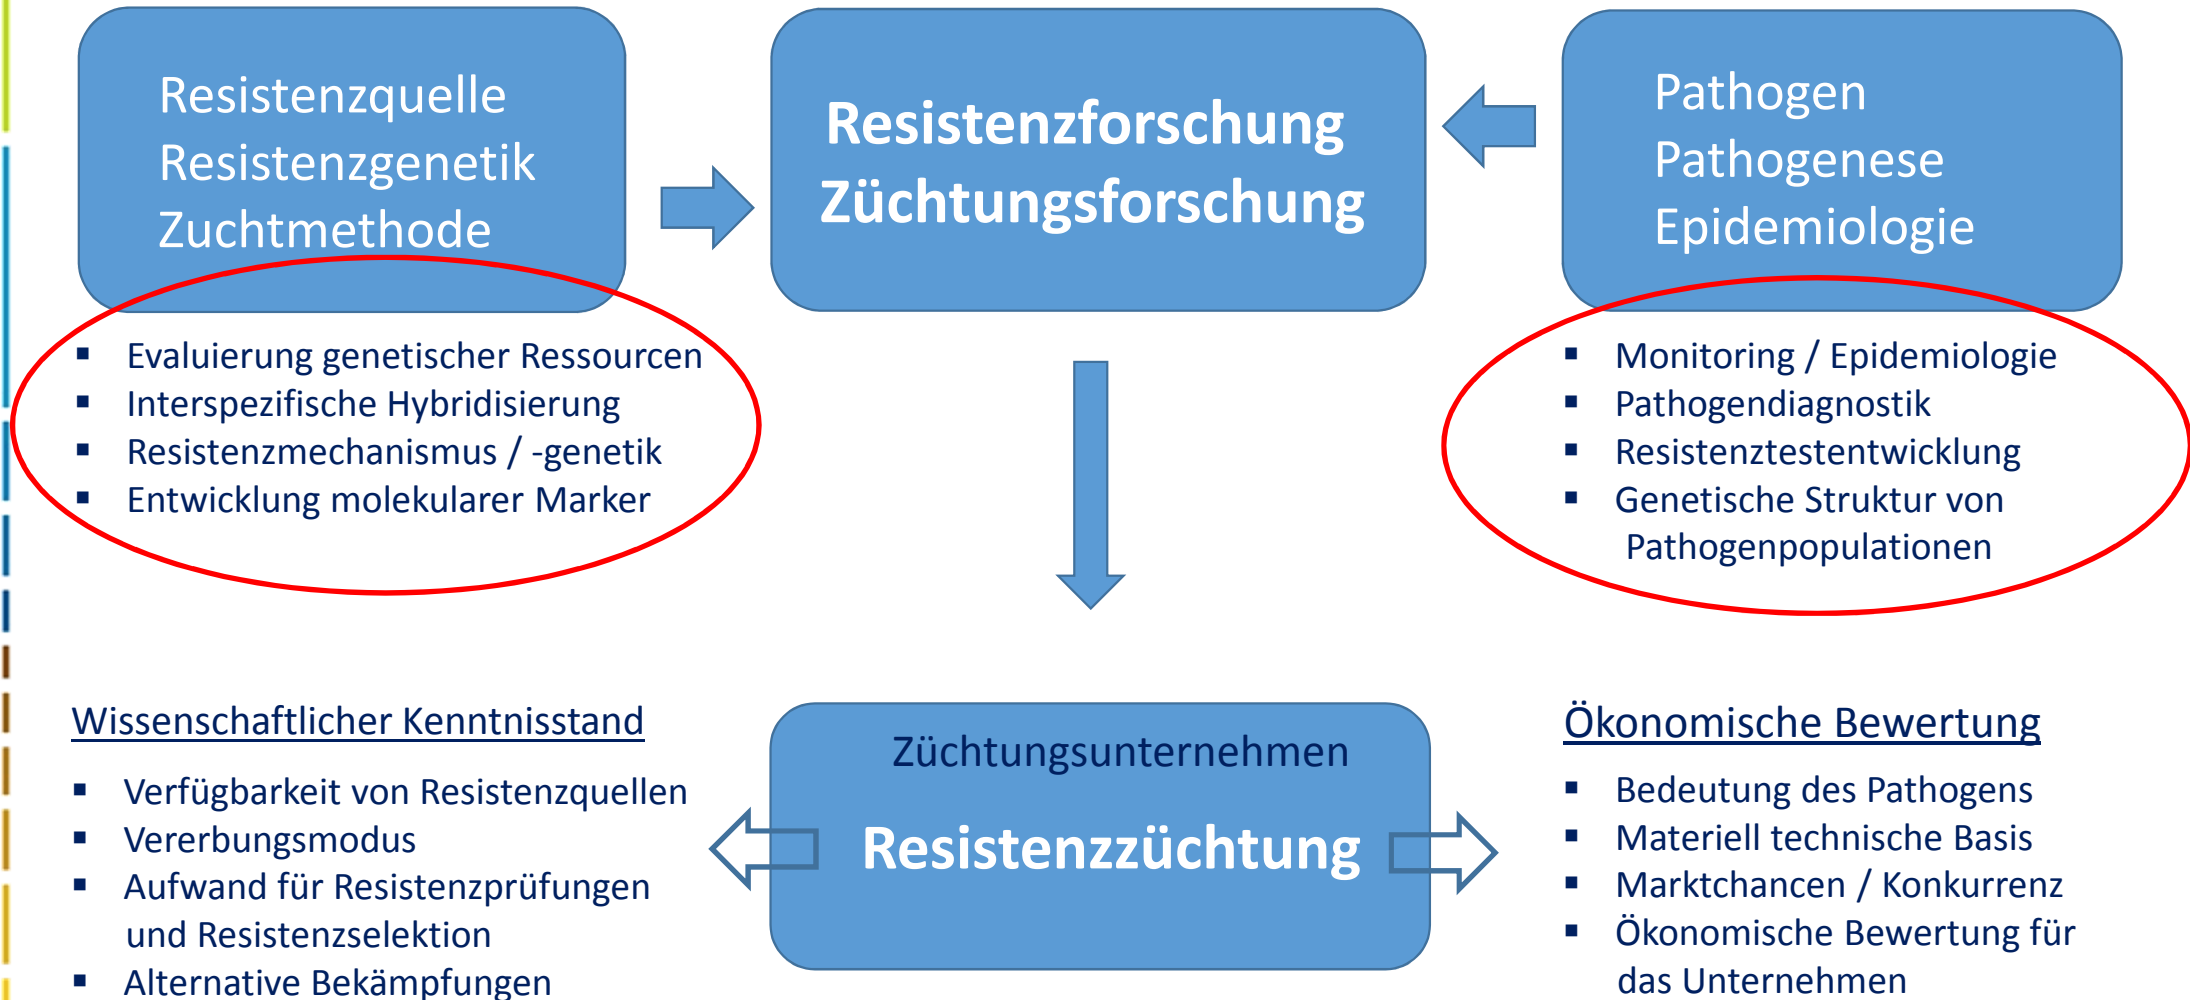 Resistenzquelle
Resistenzgenetik
Zuchtmethode
Resistenzforschung
Züchtungsforschung
Pathogen
Pathogenese
Epidemiologie
▪ Evaluierung genetischer Ressourcen
▪ Interspezifische Hybridisierung
▪ Resistenzmechanismus / -genetik
▪ Entwicklung molekularer Marker
▪ Monitoring / Epidemiologie
▪ Pathogendiagnostik
▪ Resistenztestentwicklung
▪ Genetische Struktur von
Pathogenpopulationen
Wissenschaftlicher Kenntnisstand
▪ Verfügbarkeit von Resistenzquellen
▪ Vererbungsmodus
▪ Aufwand für Resistenzprüfungen
und Resistenzselektion
▪ Alternative Bekämpfungen
Züchtungsunternehmen
Resistenzzüchtung
Ökonomische Bewertung
▪ Bedeutung des Pathogens
▪ Materiell technische Basis
▪ Marktchancen / Konkurrenz
▪ Ökonomische Bewertung für
das Unternehmen